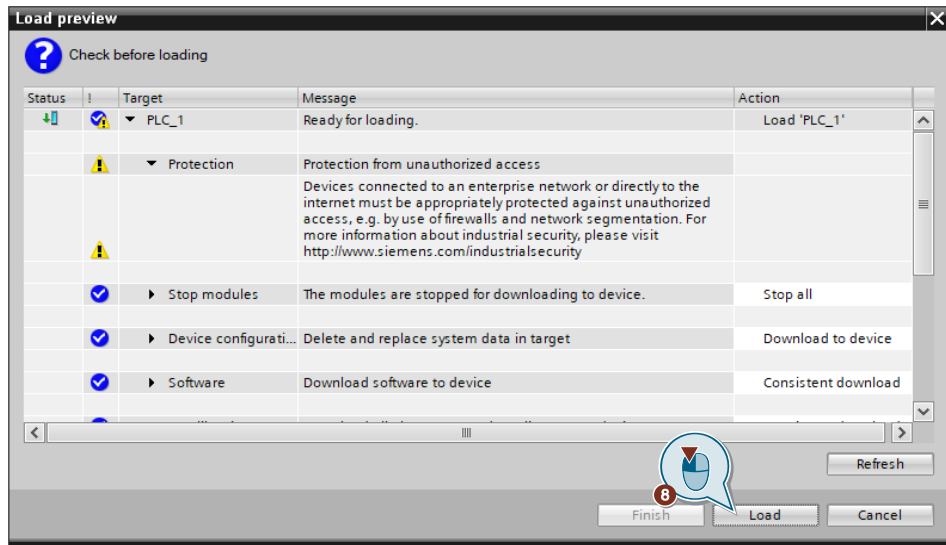 Load preview
Check before loading
Status ! Target Message Action
PLC_1 Ready for loading. Load 'PLC_1'
Protection Protection from unauthorized access
Devices connected to an enterprise network or directly to the
internet must be appropriately protected against unauthorized
access, e.g. by use of firewalls and network segmentation. For
more information about industrial security, please visit
http://www.siemens.com/industrialsecurity
Stop modules The modules are stopped for downloading to device. Stop all
Device configurati... Delete and replace system data in target Download to device
Software Download software to device Consistent download
Refresh
8
Finish Load Cancel